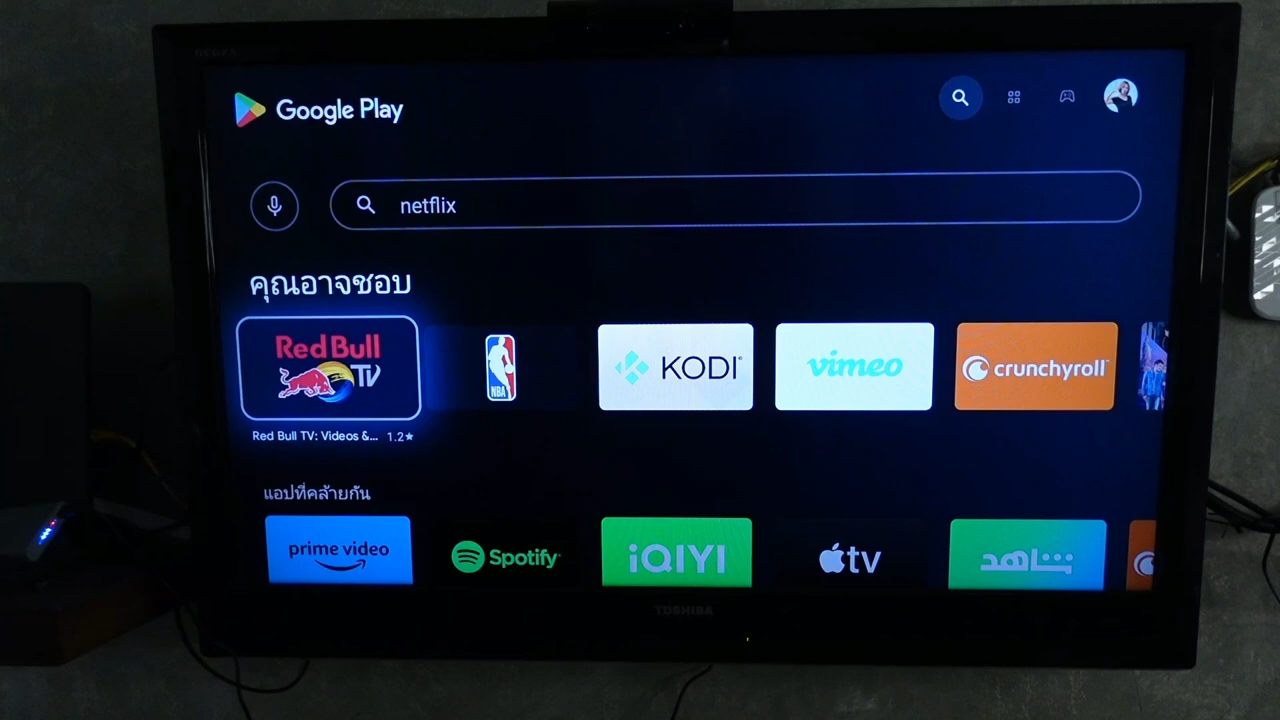 REGZA
Google Play
netflix
คุณอาจชอบ
Red Bull TV
NBA
KODI
vimeo
crunchyroll
Red Bull TV: Videos &... 1.2★
แอปที่คล้ายกัน
prime video
Spotify
iQIYI
tv
شاهد
TOSHIBA